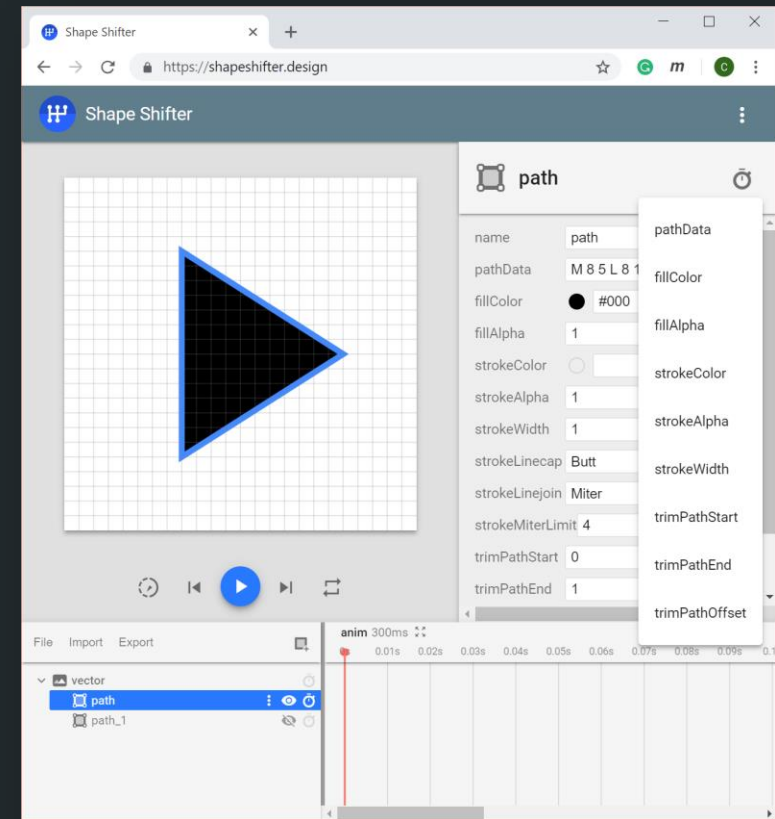 Shape Shifter
https://shapeshifter.design
m
C
Shape Shifter
path
name path
pathData M 8 5 L 8 1
fillColor #000
fillAlpha 1
strokeColor
strokeAlpha 1
strokeWidth 1
strokeLinecap Butt
strokeLinejoin Miter
strokeMiterLimit 4
trimPathStart 0
trimPathEnd 1
pathData
fillColor
fillAlpha
strokeColor
strokeAlpha
strokeWidth
trimPathStart
trimPathEnd
trimPathOffset
File Import Export
anim 300ms
0s 0.01s 0.02s 0.03s 0.04s 0.05s 0.06s 0.07s 0.08s 0.09s 0.1
vector
path
path_1